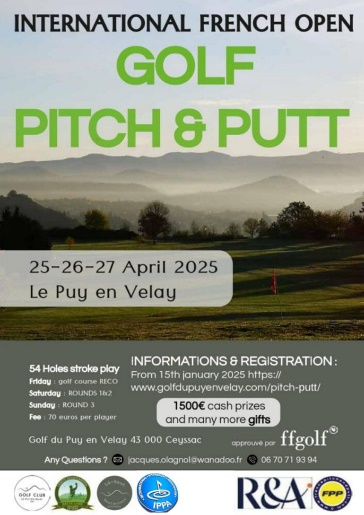 INTERNATIONAL FRENCH OPEN
GOLF
PITCH & PUTT
25-26-27 April 2025
Le Puy en Velay
54 Holes stroke play
Friday : golf course RECO
Saturday : ROUNDS 1&2
Sunday : ROUND 3
Fee : 70 euros per player
INFORMATIONS & REGISTRATION :
From 15th january 2025 https://
www.golfdupuyenvelay.com/pitch-putt/
1500€ cash prizes
and many more gifts
Golf du Puy en Velay 43 000 Ceyssac
approuvé par ffgolf
Any Questions ? jacques.olagnol@wanadoo.fr 06 70 71 93 94
GOLF CLUB
IPPA
R&A
FPP